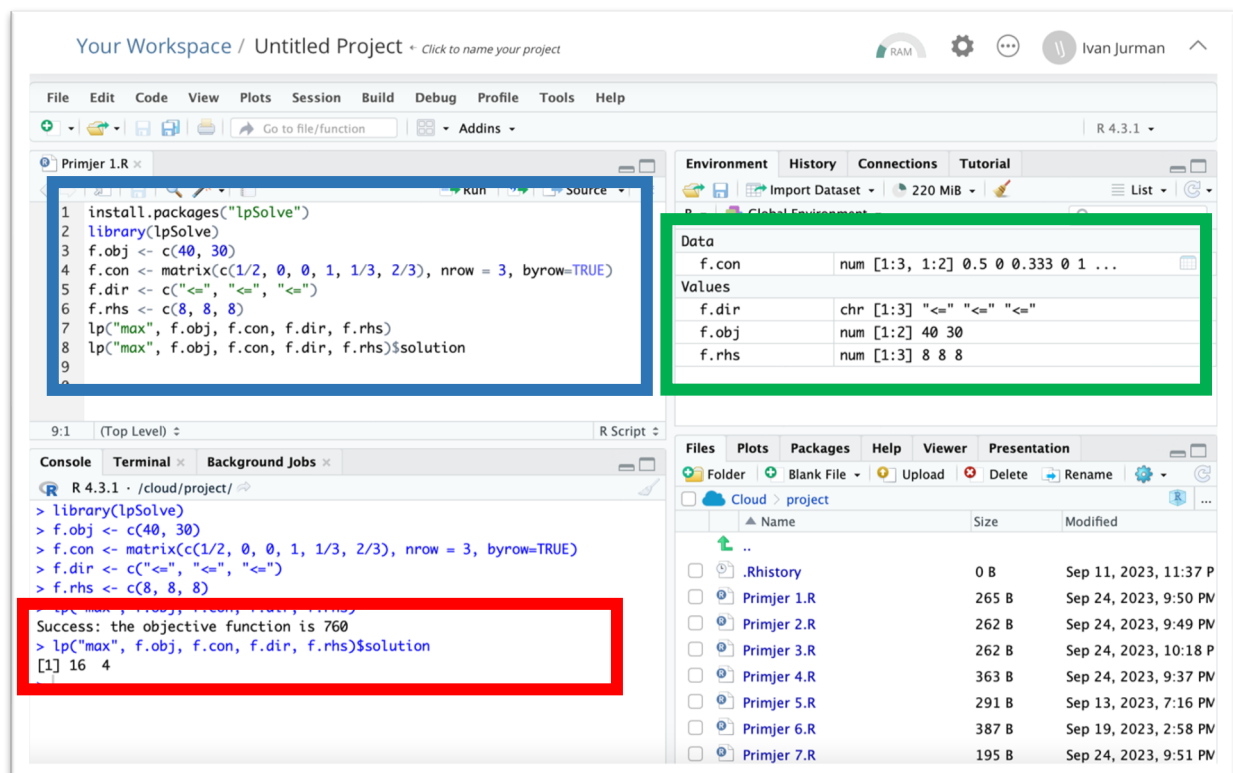 Your Workspace / Untitled Project ← Click to name your project
RAM
IJ Ivan Jurman
File Edit Code View Plots Session Build Debug Profile Tools Help
Go to file/function Addins R 4.3.1
Primjer 1.R
Run Source
1 install.packages("lpSolve")
2 library(lpSolve)
3 f.obj <- c(40, 30)
4 f.con <- matrix(c(1/2, 0, 0, 1, 1/3, 2/3), nrow = 3, byrow=TRUE)
5 f.dir <- c("<=", "<=", "<=")
6 f.rhs <- c(8, 8, 8)
7 lp("max", f.obj, f.con, f.dir, f.rhs)
8 lp("max", f.obj, f.con, f.dir, f.rhs)$solution
9
9:1 (Top Level) R Script
Console Terminal Background Jobs
R R 4.3.1 · /cloud/project/
> library(lpSolve)
> f.obj <- c(40, 30)
> f.con <- matrix(c(1/2, 0, 0, 1, 1/3, 2/3), nrow = 3, byrow=TRUE)
> f.dir <- c("<=", "<=", "<=")
> f.rhs <- c(8, 8, 8)
> lp("max", f.obj, f.con, f.dir, f.rhs)
Success: the objective function is 760
> lp("max", f.obj, f.con, f.dir, f.rhs)$solution
[1] 16 4
>
Environment History Connections Tutorial
Import Dataset 220 MiB List
R Global Environment
Data
f.con num [1:3, 1:2] 0.5 0 0.333 0 1 ...
Values
f.dir chr [1:3] "<=" "<=" "<="
f.obj num [1:2] 40 30
f.rhs num [1:3] 8 8 8
Files Plots Packages Help Viewer Presentation
Folder Blank File Upload Delete Rename
Cloud > project ...
Name Size Modified
..
.Rhistory 0 B Sep 11, 2023, 11:37 P
Primjer 1.R 265 B Sep 24, 2023, 9:50 PM
Primjer 2.R 262 B Sep 24, 2023, 9:49 PM
Primjer 3.R 262 B Sep 24, 2023, 10:18 P
Primjer 4.R 363 B Sep 24, 2023, 9:37 PM
Primjer 5.R 291 B Sep 13, 2023, 7:16 PM
Primjer 6.R 387 B Sep 19, 2023, 2:58 PM
Primjer 7.R 195 B Sep 24, 2023, 9:51 PM